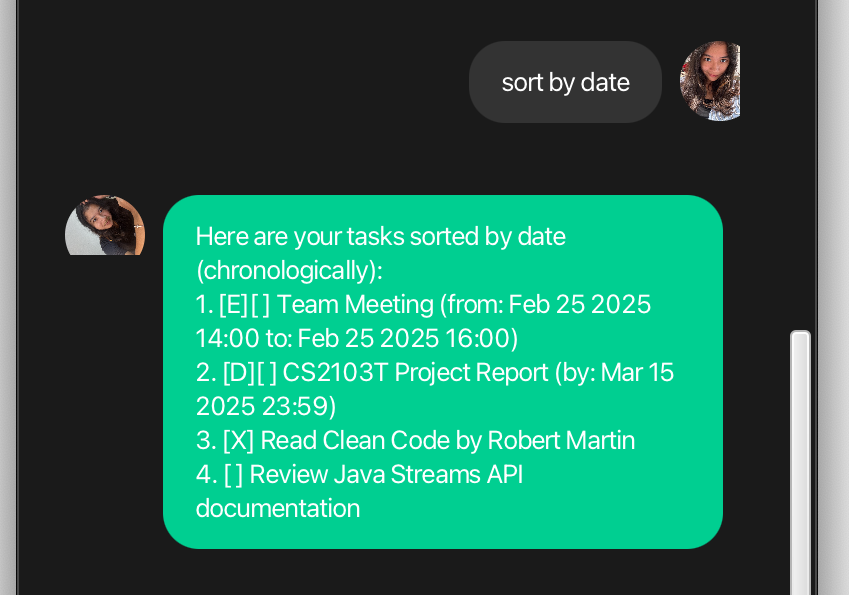 sort by date
Here are your tasks sorted by date
(chronologically):
1. [E][ ] Team Meeting (from: Feb 25 2025
14:00 to: Feb 25 2025 16:00)
2. [D][ ] CS2103T Project Report (by: Mar 15
2025 23:59)
3. [X] Read Clean Code by Robert Martin
4. [ ] Review Java Streams API
documentation